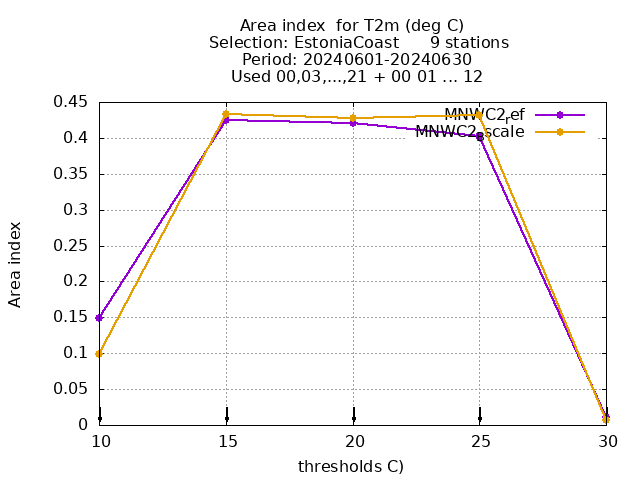 Area index  for T2m (deg C)
Selection: EstoniaCoast      9 stations
Period: 20240601-20240630
Used 00,03,...,21 + 00 01 ... 12
MNWC2ref
MNWC2Bscale
0.45
0.4
0.35
0.3
0.25
0.2
0.15
0.1
0.05
0
Area index
10 15 20 25 30
thresholds C)